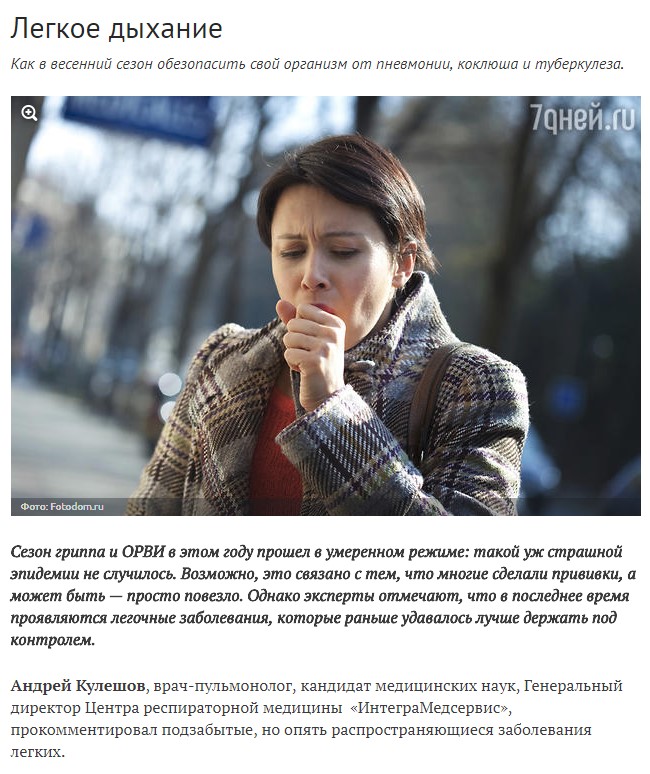 Легкое дыхание
Как в весенний сезон обезопасить свой организм от пневмонии, коклюша и туберкулеза.
7дней.ru
Фото: Fotodom.ru
Сезон гриппа и ОРВИ в этом году прошел в умеренном режиме: такой уж страшной
эпидемии не случилось. Возможно, это связано с тем, что многие сделали прививки, а
может быть — просто повезло. Однако эксперты отмечают, что в последнее время
проявляются легочные заболевания, которые раньше удавалось лучше держать под
контролем.
Андрей Кулешов, врач-пульмонолог, кандидат медицинских наук, Генеральный
директор Центра респираторной медицины «ИнтеграМедсервис»,
прокомментировал подзабытые, но опять распространяющиеся заболевания
легких.